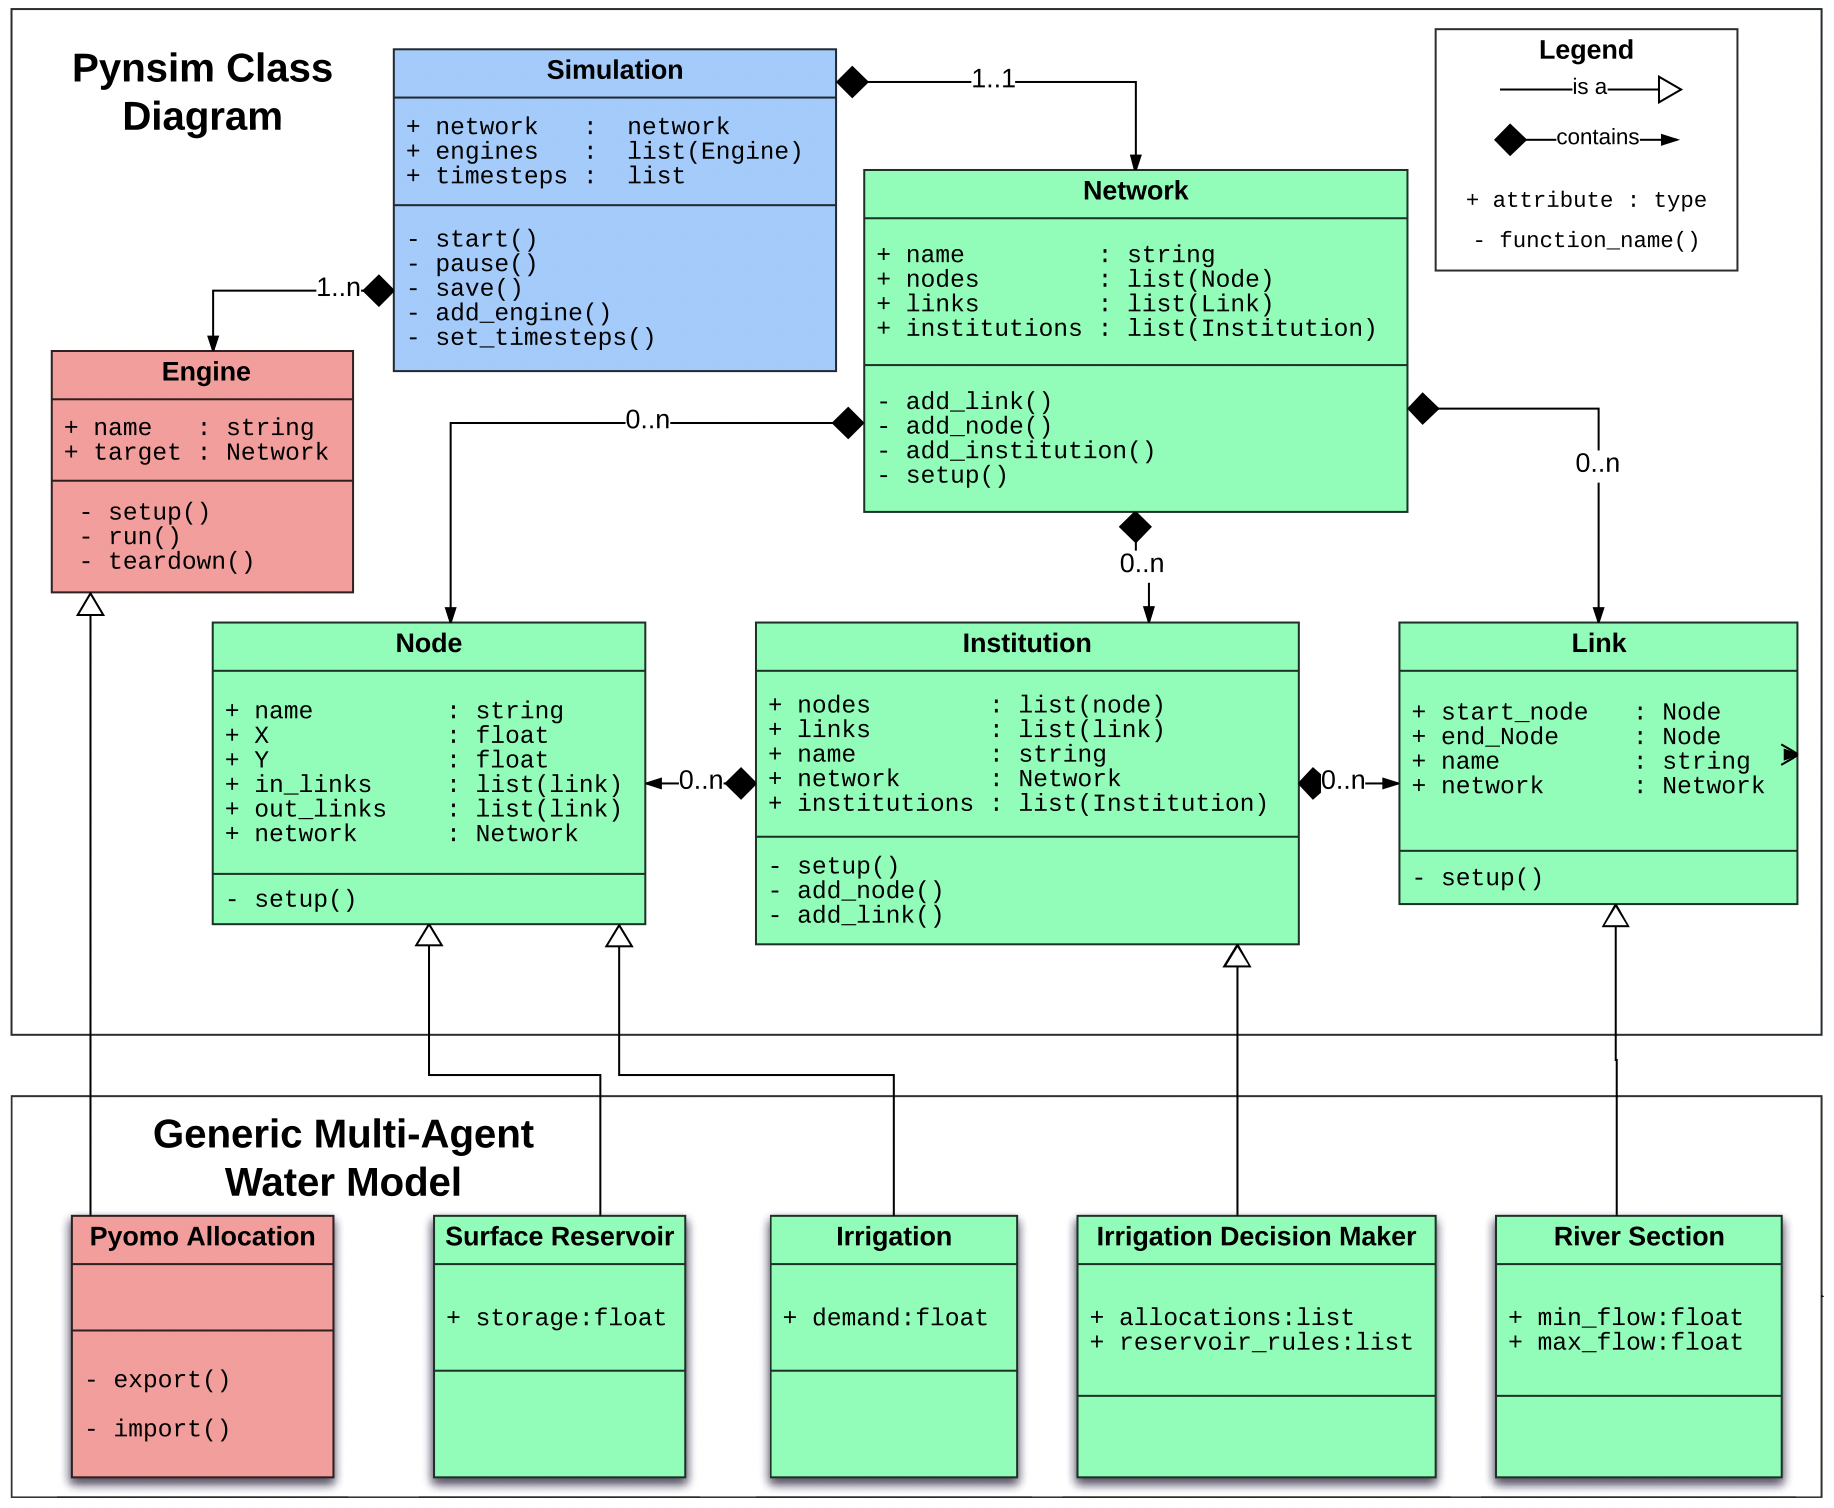 Pynsim Class
Diagram
Simulation
+ network   :  network
+ engines   :  list(Engine)
+ timesteps :  list
- start()
- pause()
- save()
- add_engine()
- set_timesteps()
1..1
1..n
Legend
is a
contains
+ attribute : type
- function_name()
Network
+ name         : string
+ nodes        : list(Node)
+ links        : list(Link)
+ institutions : list(Institution)
- add_link()
- add_node()
- add_institution()
- setup()
Engine
+ name   : string
+ target : Network
- setup()
- run()
- teardown()
0..n
0..n
0..n
Node
+ name         : string
+ X            : float
+ Y            : float
+ in_links     : list(link)
+ out_links    : list(link)
+ network      : Network
- setup()
0..n
Institution
+ nodes        : list(node)
+ links        : list(link)
+ name         : string
+ network      : Network
+ institutions : list(Institution)
- setup()
- add_node()
- add_link()
0..n
Link
+ start_node   : Node
+ end_Node     : Node
+ name         : string
+ network      : Network
- setup()
Generic Multi-Agent
Water Model
Pyomo Allocation
- export()
- import()
Surface Reservoir
+ storage:float
Irrigation
+ demand:float
Irrigation Decision Maker
+ allocations:list
+ reservoir_rules:list
River Section
+ min_flow:float
+ max_flow:float